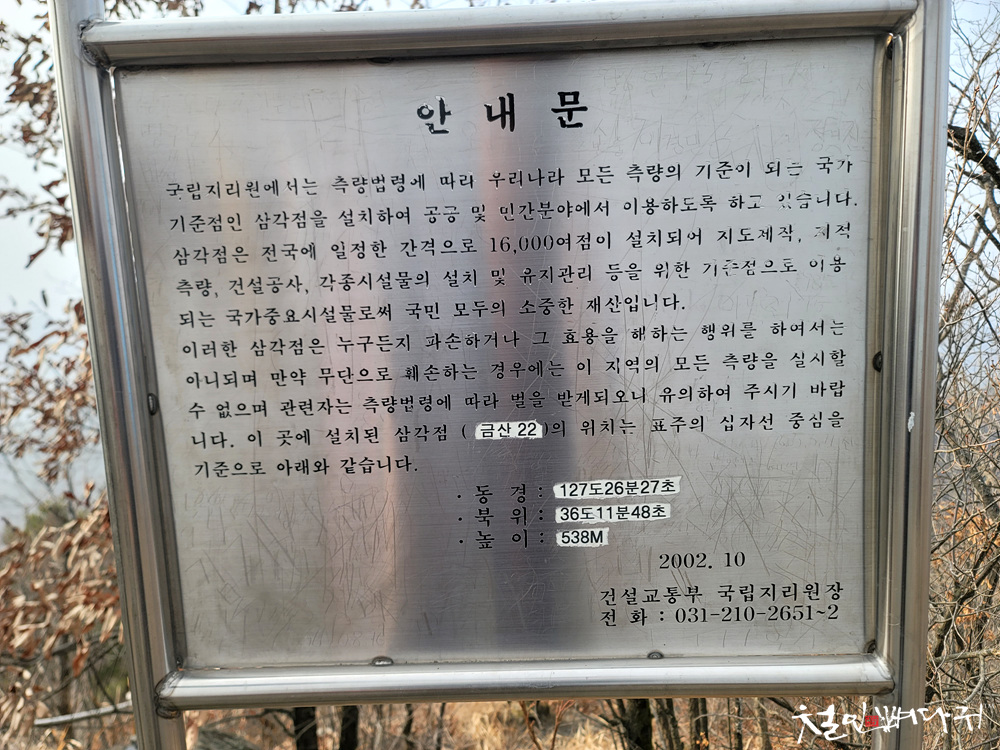 안 내 문
국립지리원에서는 측량법령에 따라 우리나라 모든 측량의 기준이 되는 국가
기준점인 삼각점을 설치하여 공공 및 민간분야에서 이용하도록 하고 있습니다.
삼각점은 전국에 일정한 간격으로 16,000여점이 설치되어 지도제작, 지적
측량, 건설공사, 각종시설물의 설치 및 유지관리 등을 위한 기준점으로 이용
되는 국가중요시설물로써 국민 모두의 소중한 재산입니다.
이러한 삼각점은 누구든지 파손하거나 그 효용을 해하는 행위를 하여서는
아니되며 만약 무단으로 훼손하는 경우에는 이 지역의 모든 측량을 실시할
수 없으며 관련자는 측량법령에 따라 벌을 받게되오니 유의하여 주시기 바랍
니다. 이 곳에 설치된 삼각점 ( 금산 22 )의 위치는 표주의 십자선 중심을
기준으로 아래와 같습니다.
· 동 경 : 127도26분27초
· 북 위 : 36도11분48초
· 높 이 : 538M
2002. 10
건설교통부 국립지리원장
전 화 : 031-210-2651~2